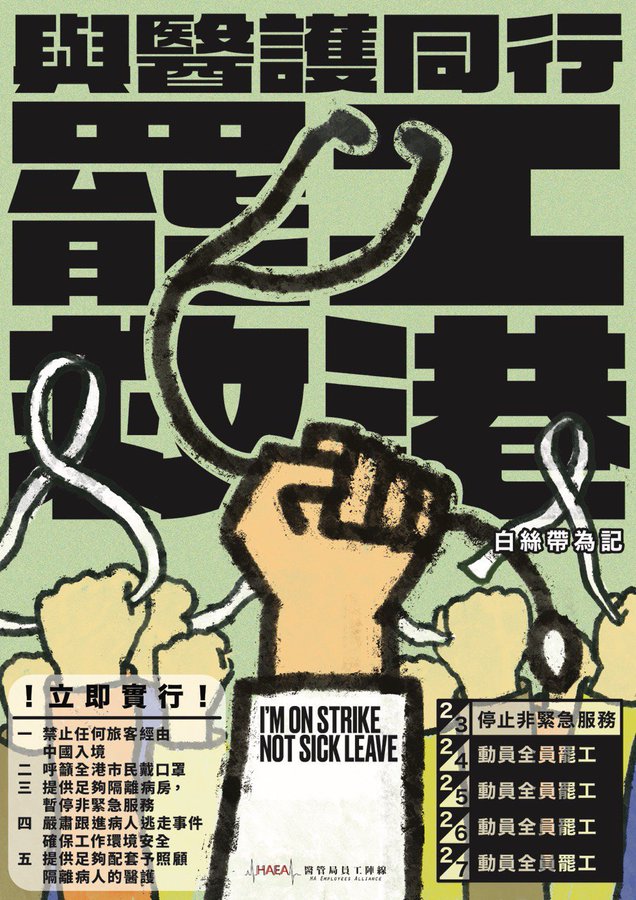 與醫護同行
罷工
救港
白絲帶為記
！立即實行！
一 禁止任何旅客經由
中國入境
二 呼籲全港市民戴口罩
三 提供足夠隔離病房，
暫停非緊急服務
四 嚴肅跟進病人逃走事件
確保工作環境安全
五 提供足夠配套予照顧
隔離病人的醫護
I'M ON STRIKE
NOT SICK LEAVE
HAEA 醫管局員工陣線
HA EMPLOYEES ALLIANCE
2/3 停止非緊急服務
2/4 動員全員罷工
2/5 動員全員罷工
2/6 動員全員罷工
2/7 動員全員罷工